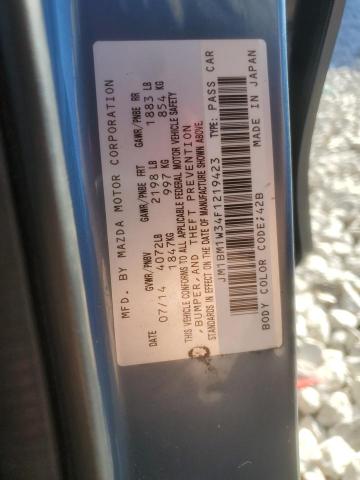 MFD. BY MAZDA MOTOR CORPORATION
GVWR/PNBV GAWR/PNBE FRT GAWR/PNBE RR
DATE 4072LB 2198 LB 1883 LB
07/14 1847KG 997 KG 854 KG
THIS VEHICLE CONFORMS TO ALL APPLICABLE FEDERAL MOTOR VEHICLE SAFETY
, BUMPER, AND THEFT PREVENTION
STANDARDS IN EFFECT ON THE DATE OF MANUFACTURE SHOWN ABOVE.
JM1BM1W34F1219423 TYPE: PASS CAR
BODY COLOR CODE:42B MADE IN JAPAN